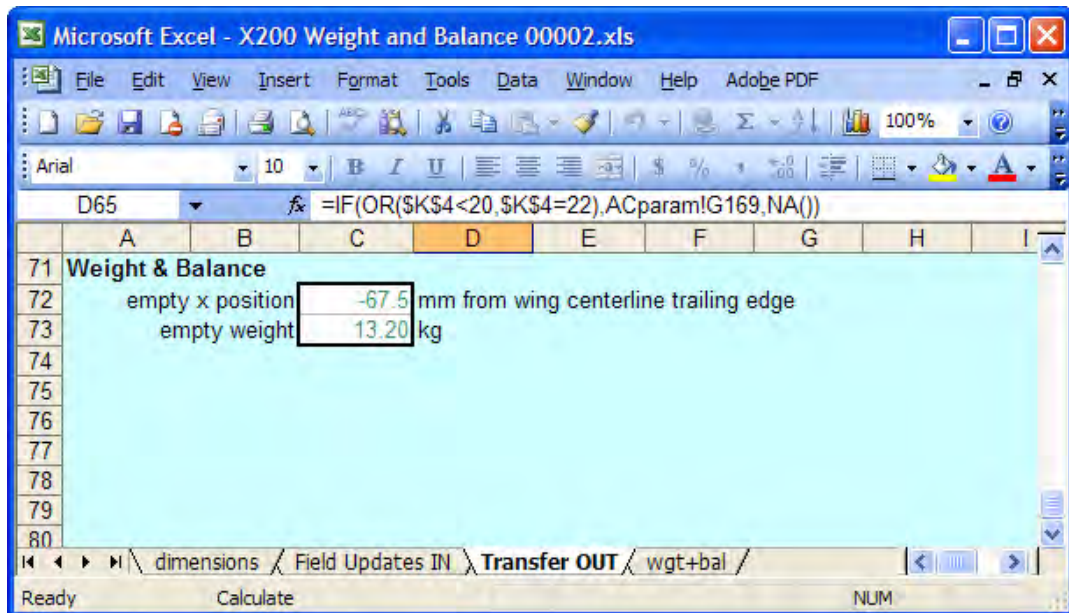 Microsoft Excel - X200 Weight and Balance 00002.xls
File Edit View Insert Format Tools Data Window Help Adobe PDF
100%
Arial 10 B I U $ % , A
D65 fx =IF(OR($K$4<20,$K$4=22),ACparam!G169,NA())
A B C D E F G H I
71 Weight & Balance
72 empty x position -67.5 mm from wing centerline trailing edge
73 empty weight 13.20 kg
74
75
76
77
78
79
80
dimensions / Field Updates IN \ Transfer OUT / wgt+bal /
Ready Calculate NUM